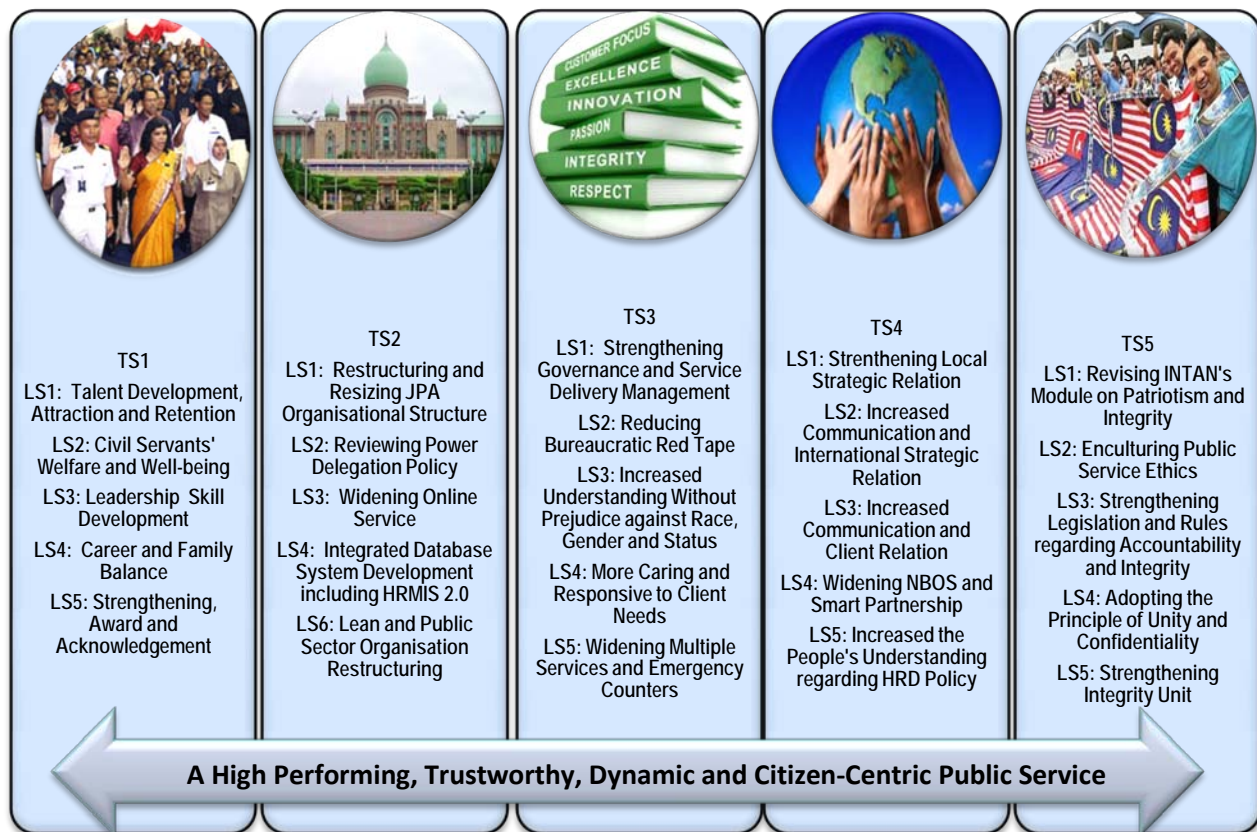 CUSTOMER FOCUS
EXCELLENCE
INNOVATION
PASSION
INTEGRITY
RESPECT
TS1
LS1: Talent Development,
Attraction and Retention
LS2: Civil Servants'
Welfare and Well-being
LS3: Leadership Skill
Development
LS4: Career and Family
Balance
LS5: Strengthening,
Award and
Acknowledgement
TS2
LS1: Restructuring and
Resizing JPA
Organisational Structure
LS2: Reviewing Power
Delegation Policy
LS3: Widening Online
Service
LS4: Integrated Database
System Development
including HRMIS 2.0
LS6: Lean and Public
Sector Organisation
Restructuring
TS3
LS1: Strengthening
Governance and Service
Delivery Management
LS2: Reducing
Bureaucratic Red Tape
LS3: Increased
Understanding Without
Prejudice against Race,
Gender and Status
LS4: More Caring and
Responsive to Client
Needs
LS5: Widening Multiple
Services and Emergency
Counters
TS4
LS1: Strenthening Local
Strategic Relation
LS2: Increased
Communication and
International Strategic
Relation
LS3: Increased
Communication and
Client Relation
LS4: Widening NBOS and
Smart Partnership
LS5: Increased the
People's Understanding
regarding HRD Policy
TS5
LS1: Revising INTAN's
Module on Patriotism and
Integrity
LS2: Enculturing Public
Service Ethics
LS3: Strengthening
Legislation and Rules
regarding Accountability
and Integrity
LS4: Adopting the
Principle of Unity and
Confidentiality
LS5: Strengthening
Integrity Unit
A High Performing, Trustworthy, Dynamic and Citizen-Centric Public Service